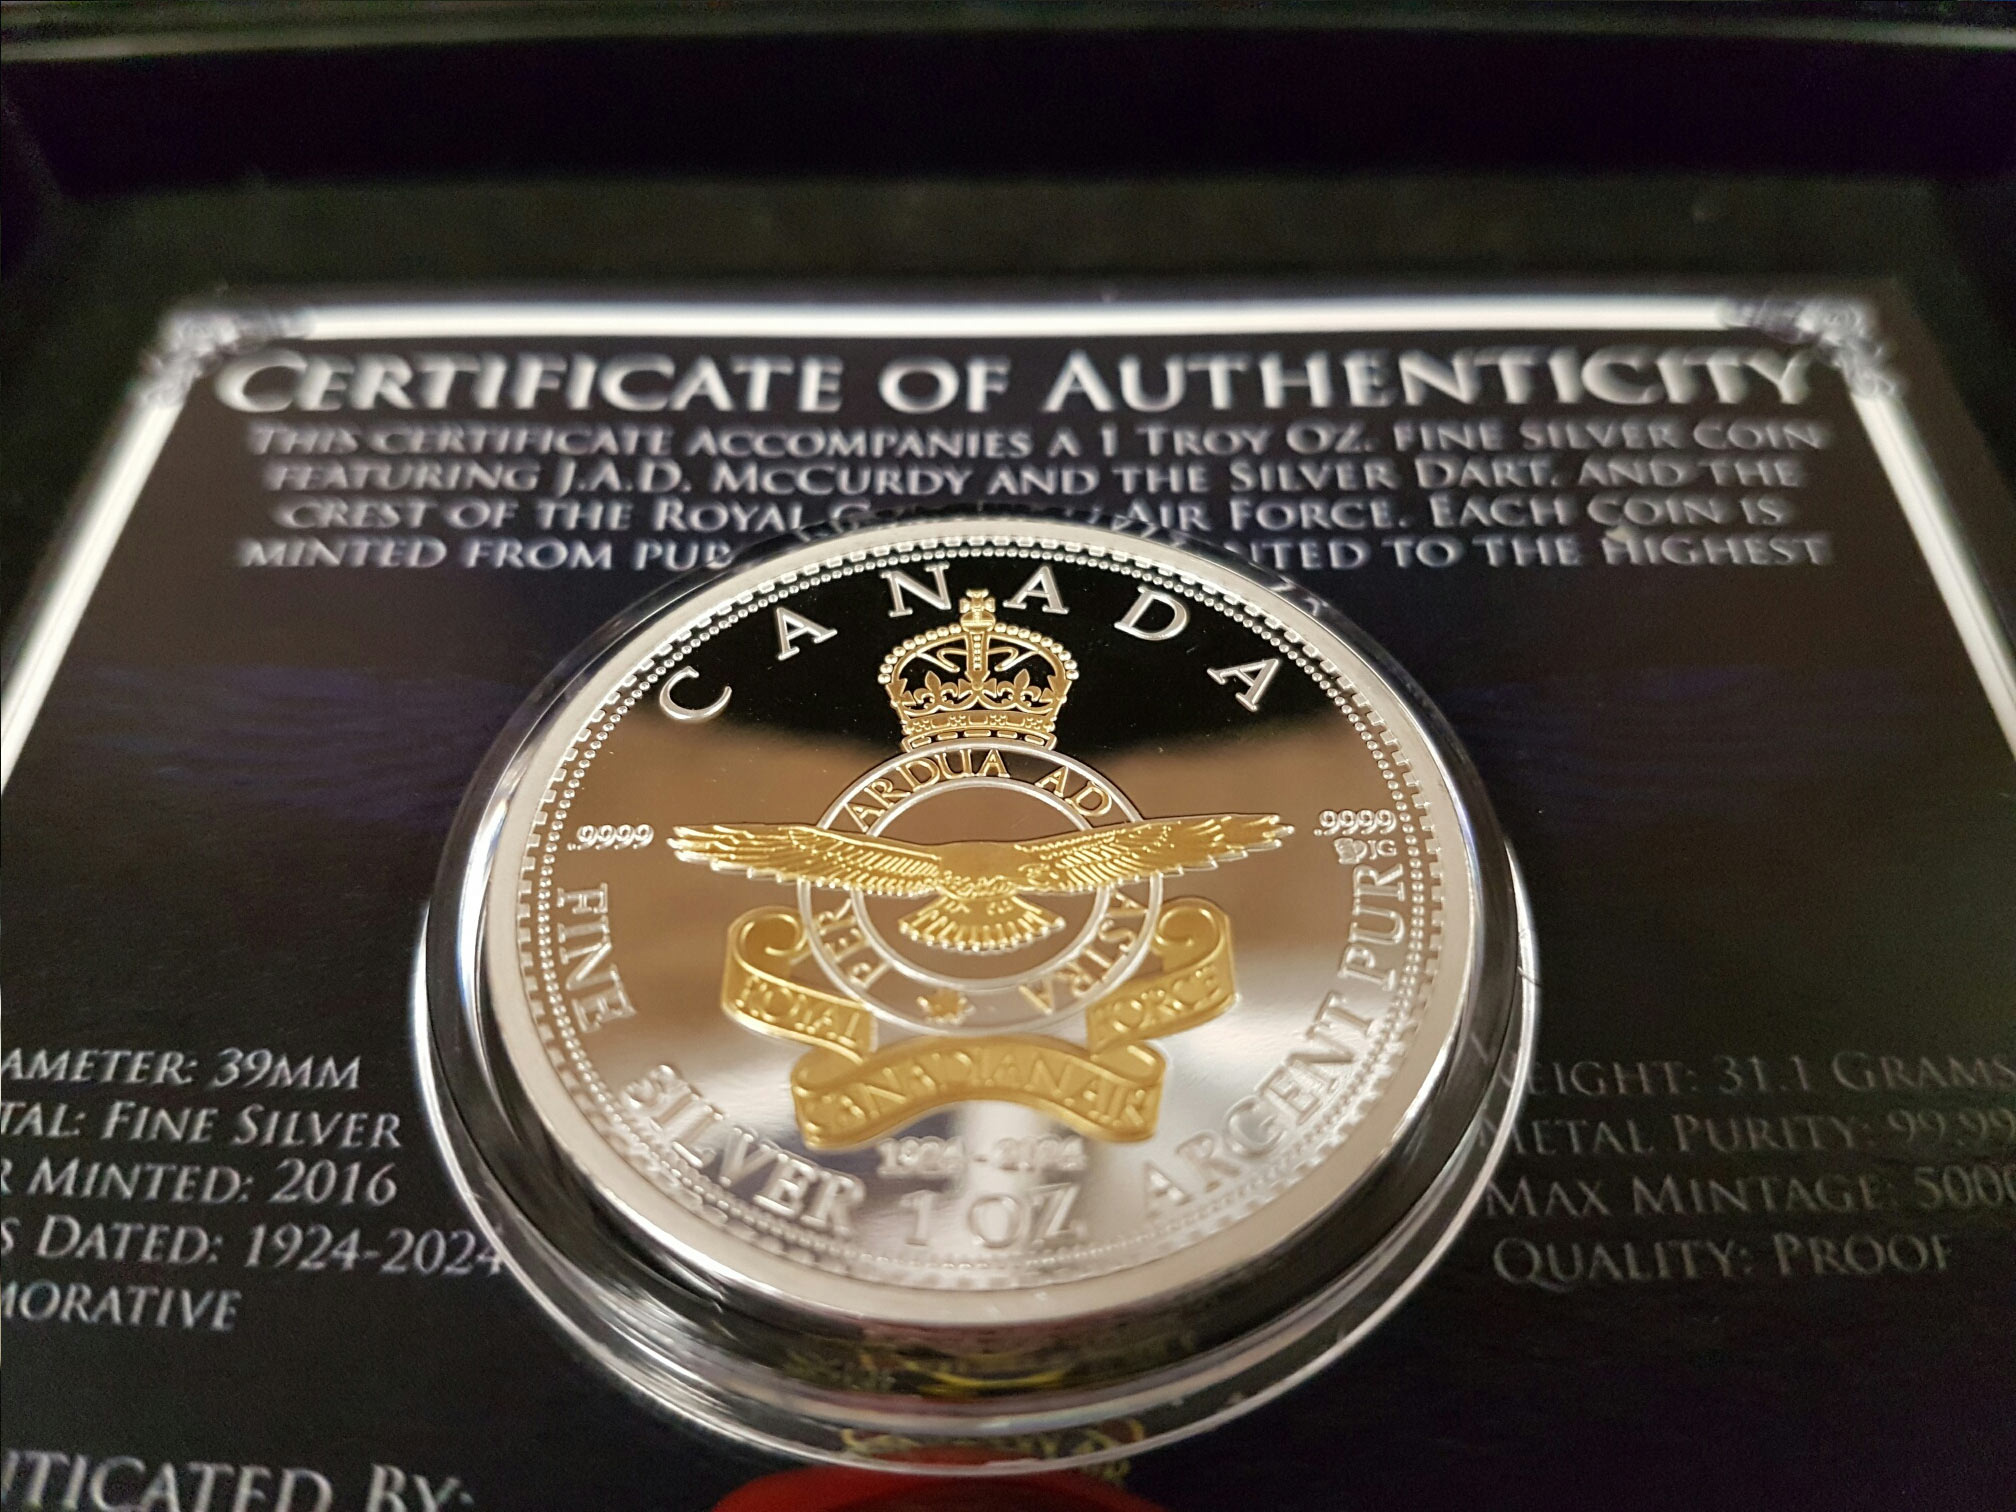 CERTIFICATE OF AUTHENTICITY
THIS CERTIFICATE ACCOMPANIES A 1 TROY OZ. FINE SILVER COIN
FEATURING J.A.D. MCCURDY AND THE SILVER DART, AND THE
CREST OF THE ROYAL AIR FORCE. EACH COIN IS
MINTED FROM TO THE HIGHEST
CANADA
ARDUA AD
.9999
.9999
JG
PER
ASTRA
ROYAL
FORCE
CANADIAN AIR
1924-2024
FINE SILVER 1 OZ ARGENT PUR
AMETER: 39MM
TAL: FINE SILVER
R MINTED: 2016
S DATED: 1924-2024
MORATIVE
TICATED BY:
EIGHT: 31.1 GRAMS
METAL PURITY: 99.99
MAX MINTAGE: 500
QUALITY: PROOF